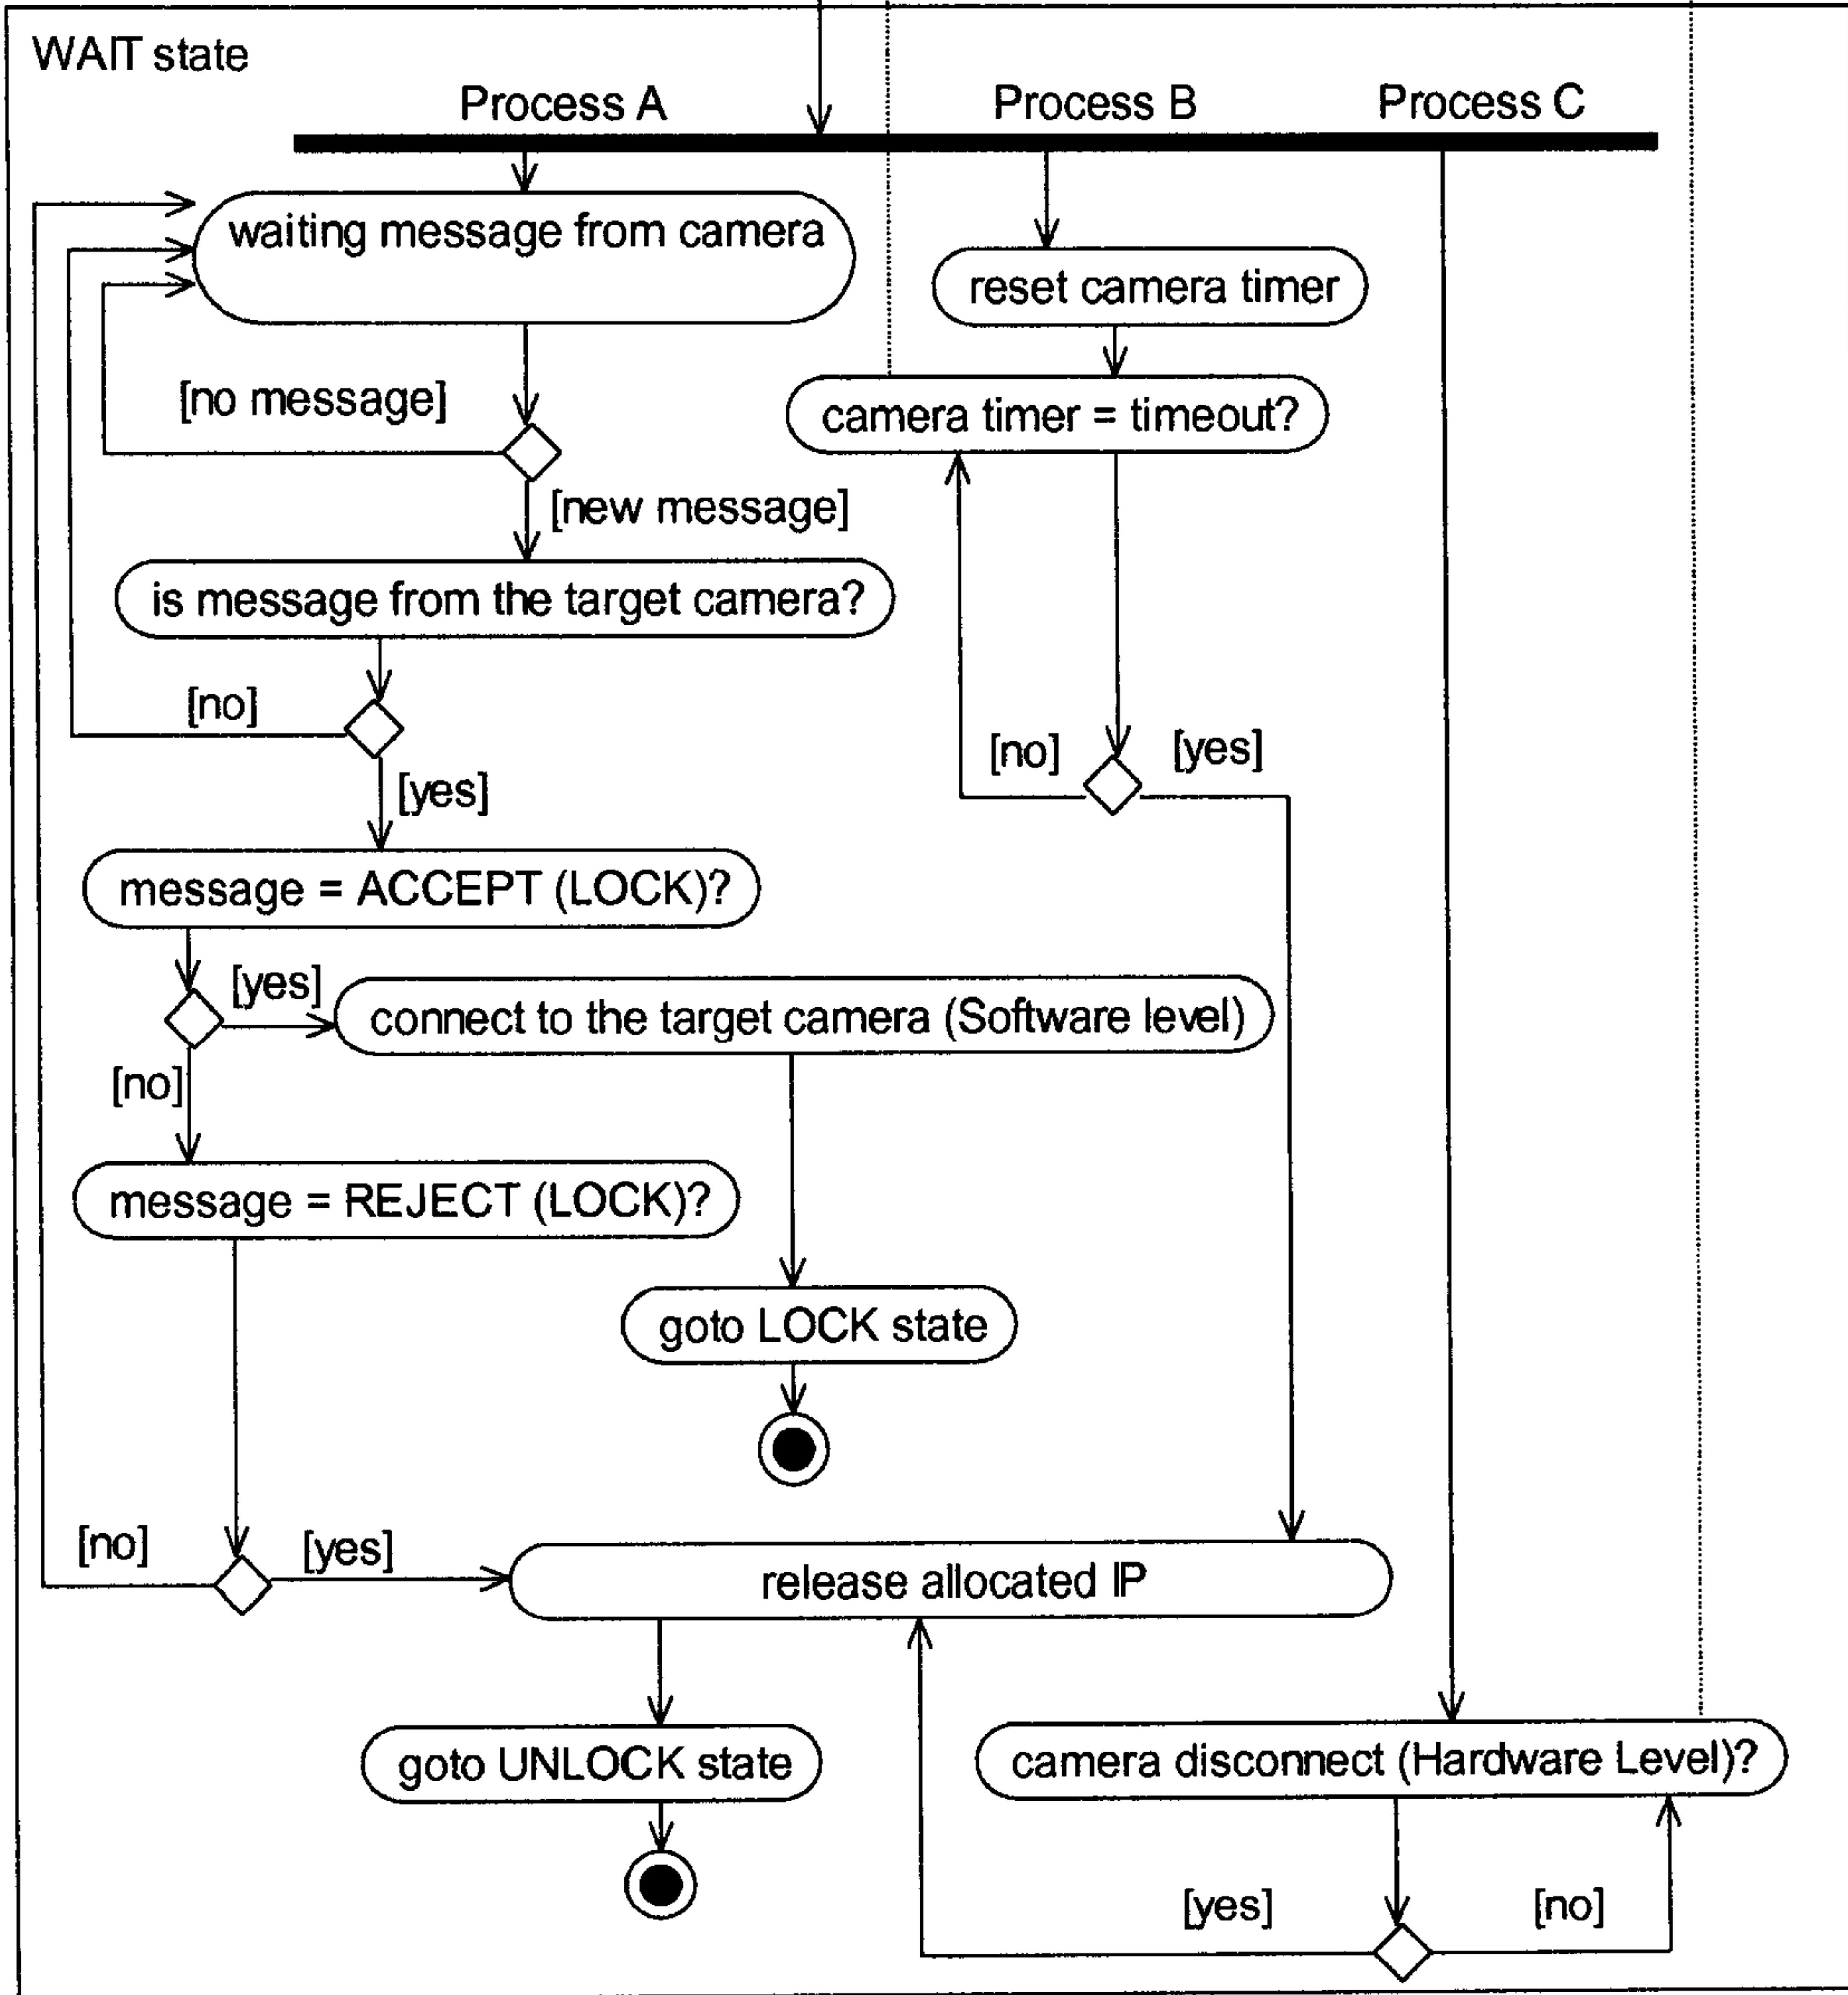 WAIT state
Process A
Process B
Process C
waiting message from camera
reset camera timer
[no message]
camera timer = timeout?
[new message]
is message from the target camera?
[no]
[yes]
[no]
[yes]
message = ACCEPT (LOCK)?
[yes]
connect to the target camera (Software level)
[no]
message = REJECT (LOCK)?
goto LOCK state
[no]
[yes]
release allocated IP
goto UNLOCK state
camera disconnect (Hardware Level)?
[yes]
[no]